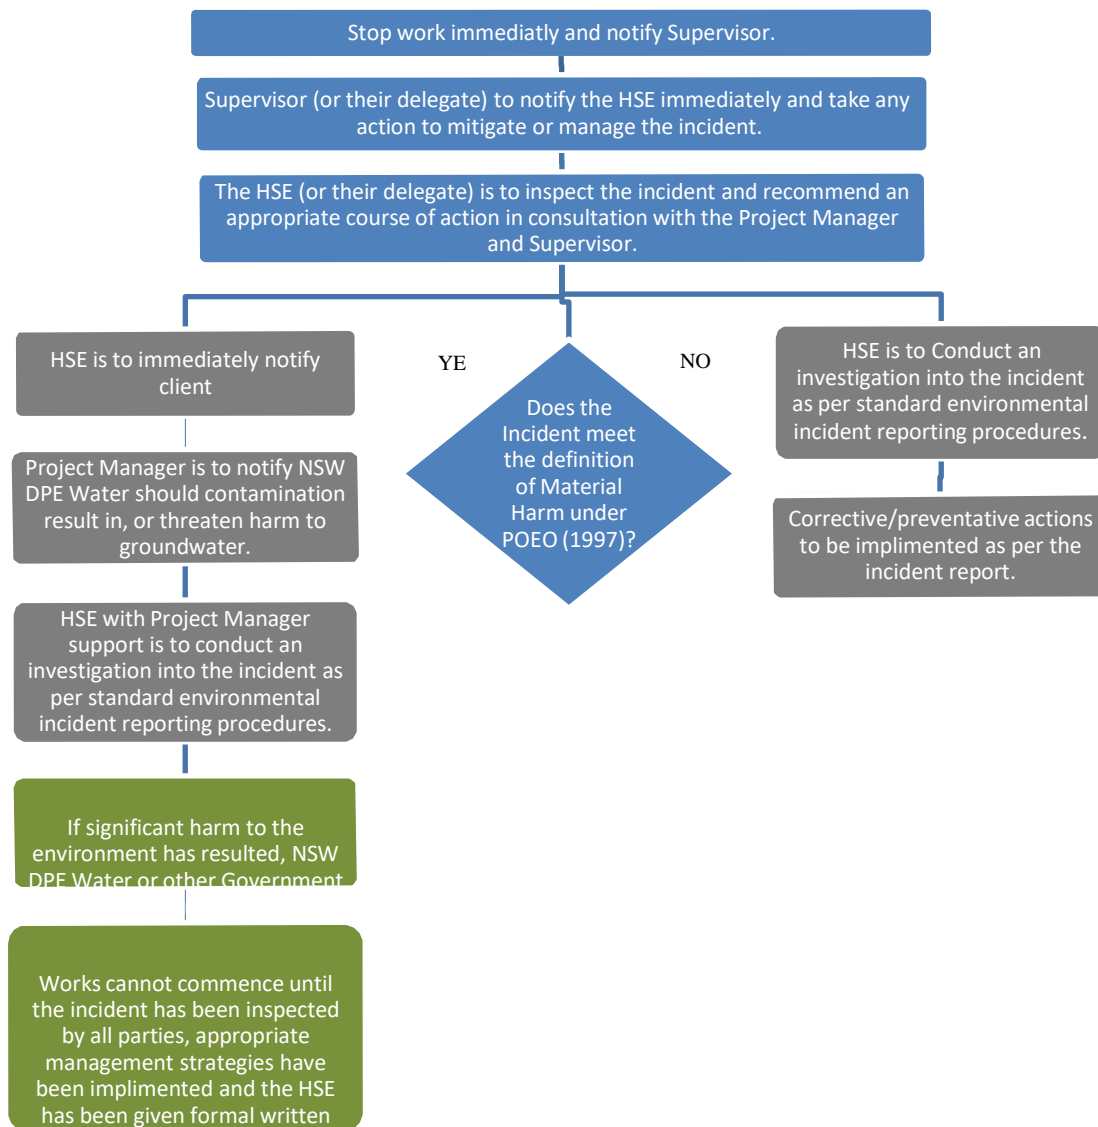 Stop work immediatly and notify Supervisor.
Supervisor (or their delegate) to notify the HSE immediately and take any
action to mitigate or manage the incident.
The HSE (or their delegate) is to inspect the incident and recommend an
appropriate course of action in consultation with the Project Manager
and Supervisor.
HSE is to immediately notify
client
Project Manager is to notify NSW
DPE Water should contamination
result in, or threaten harm to
groundwater.
HSE with Project Manager
support is to conduct an
investigation into the incident as
per standard environmental
incident reporting procedures.
If significant harm to the
environment has resulted, NSW
DPE Water or other Government
Works cannot commence until
the incident has been inspected
by all parties, appropriate
management strategies have
been implimented and the HSE
has been given formal written
YE
Does the
Incident meet
the definition
of Material
Harm under
POEO (1997)?
NO
HSE is to Conduct an
investigation into the incident
as per standard environmental
incident reporting procedures.
Corrective/preventative actions
to be implimented as per the
incident report.